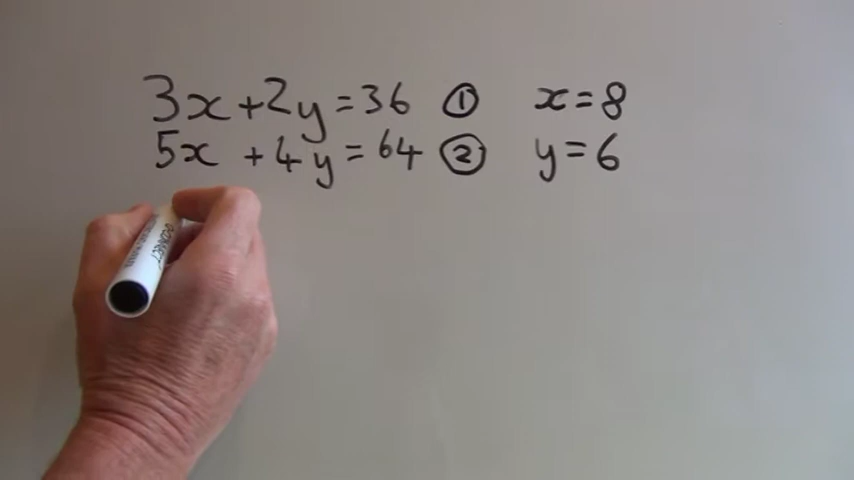 3x+2y=36 ① x=8
5x+4y=64 ② y=6